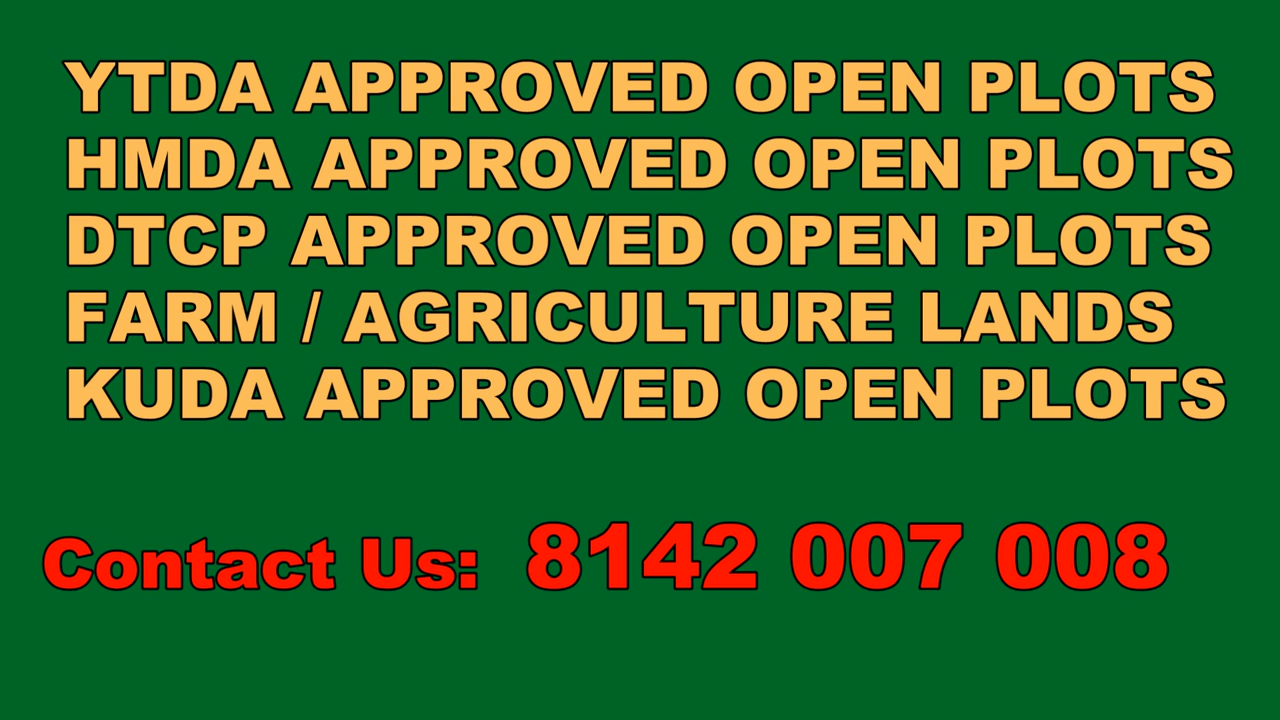 YTDA APPROVED OPEN PLOTS
HMDA APPROVED OPEN PLOTS
DTCP APPROVED OPEN PLOTS
FARM / AGRICULTURE LANDS
KUDA APPROVED OPEN PLOTS
Contact Us: 8142 007 008